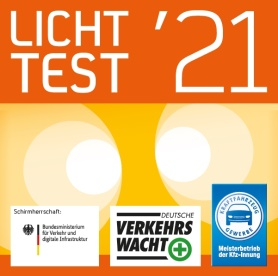 LICHT
TEST ’21
Schirmherrschaft:
Bundesministerium
für Verkehr und
digitale Infrastruktur
DEUTSCHE
VERKEHRS
WACHT
KRAFTFAHRZEUG
GEWERBE
Meisterbetrieb
der Kfz-Innung